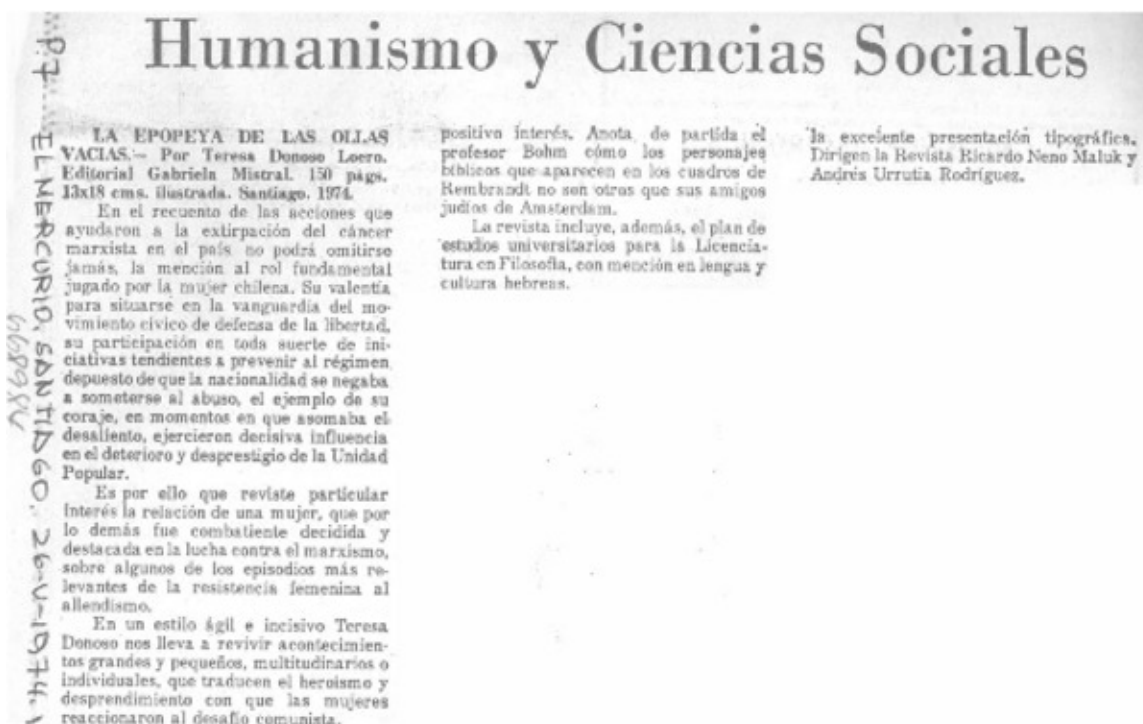 Humanismo y Ciencias Sociales
LA EPOPEYA DE LAS OLLAS
VACIAS.— Por Teresa Donoso Loero.
Editorial Gabriela Mistral. 150 págs.
13x18 cms. ilustrada. Santiago. 1974.
En el recuento de las acciones que
ayudaron a la extirpación del cáncer
marxista en el país no podrá omitirse
jamás, la mención al rol fundamental
jugado por la mujer chilena. Su valentía
para situarse en la vanguardia del mo-
vimiento cívico de defensa de la libertad,
su participación en toda suerte de ini-
ciativas tendientes a prevenir al régimen
depuesto de que la nacionalidad se negaba
a someterse al abuso, el ejemplo de su
coraje, en momentos en que asomaba el
desaliento, ejercieron decisiva influencia
en el deterioro y desprestigio de la Unidad
Popular.
Es por ello que reviste particular
interés la relación de una mujer, que por
lo demás fue combatiente decidida y
destacada en la lucha contra el marxismo,
sobre algunos de los episodios más re-
levantes de la resistencia femenina al
allendismo.
En un estilo ágil e incisivo Teresa
Donoso nos lleva a revivir acontecimien-
tos grandes y pequeños, multitudinarios o
individuales, que traducen el heroísmo y
desprendimiento con que las mujeres
reaccionaron al desafío comunista.
positivo interés. Anota de partida el
profesor Bohm cómo los personajes
bíblicos que aparecen en los cuadros de
Rembrandt no son otros que sus amigos
judíos de Amsterdam.
La revista incluye, además, el plan de
estudios universitarios para la Licencia-
tura en Filosofía, con mención en lengua y
cultura hebreas.
la excelente presentación tipográfica.
Dirigen la Revista Ricardo Neno Maluk y
Andrés Urrutia Rodríguez.
EL MERCURIO, SANTIAGO. 26-V-1974.
p.7